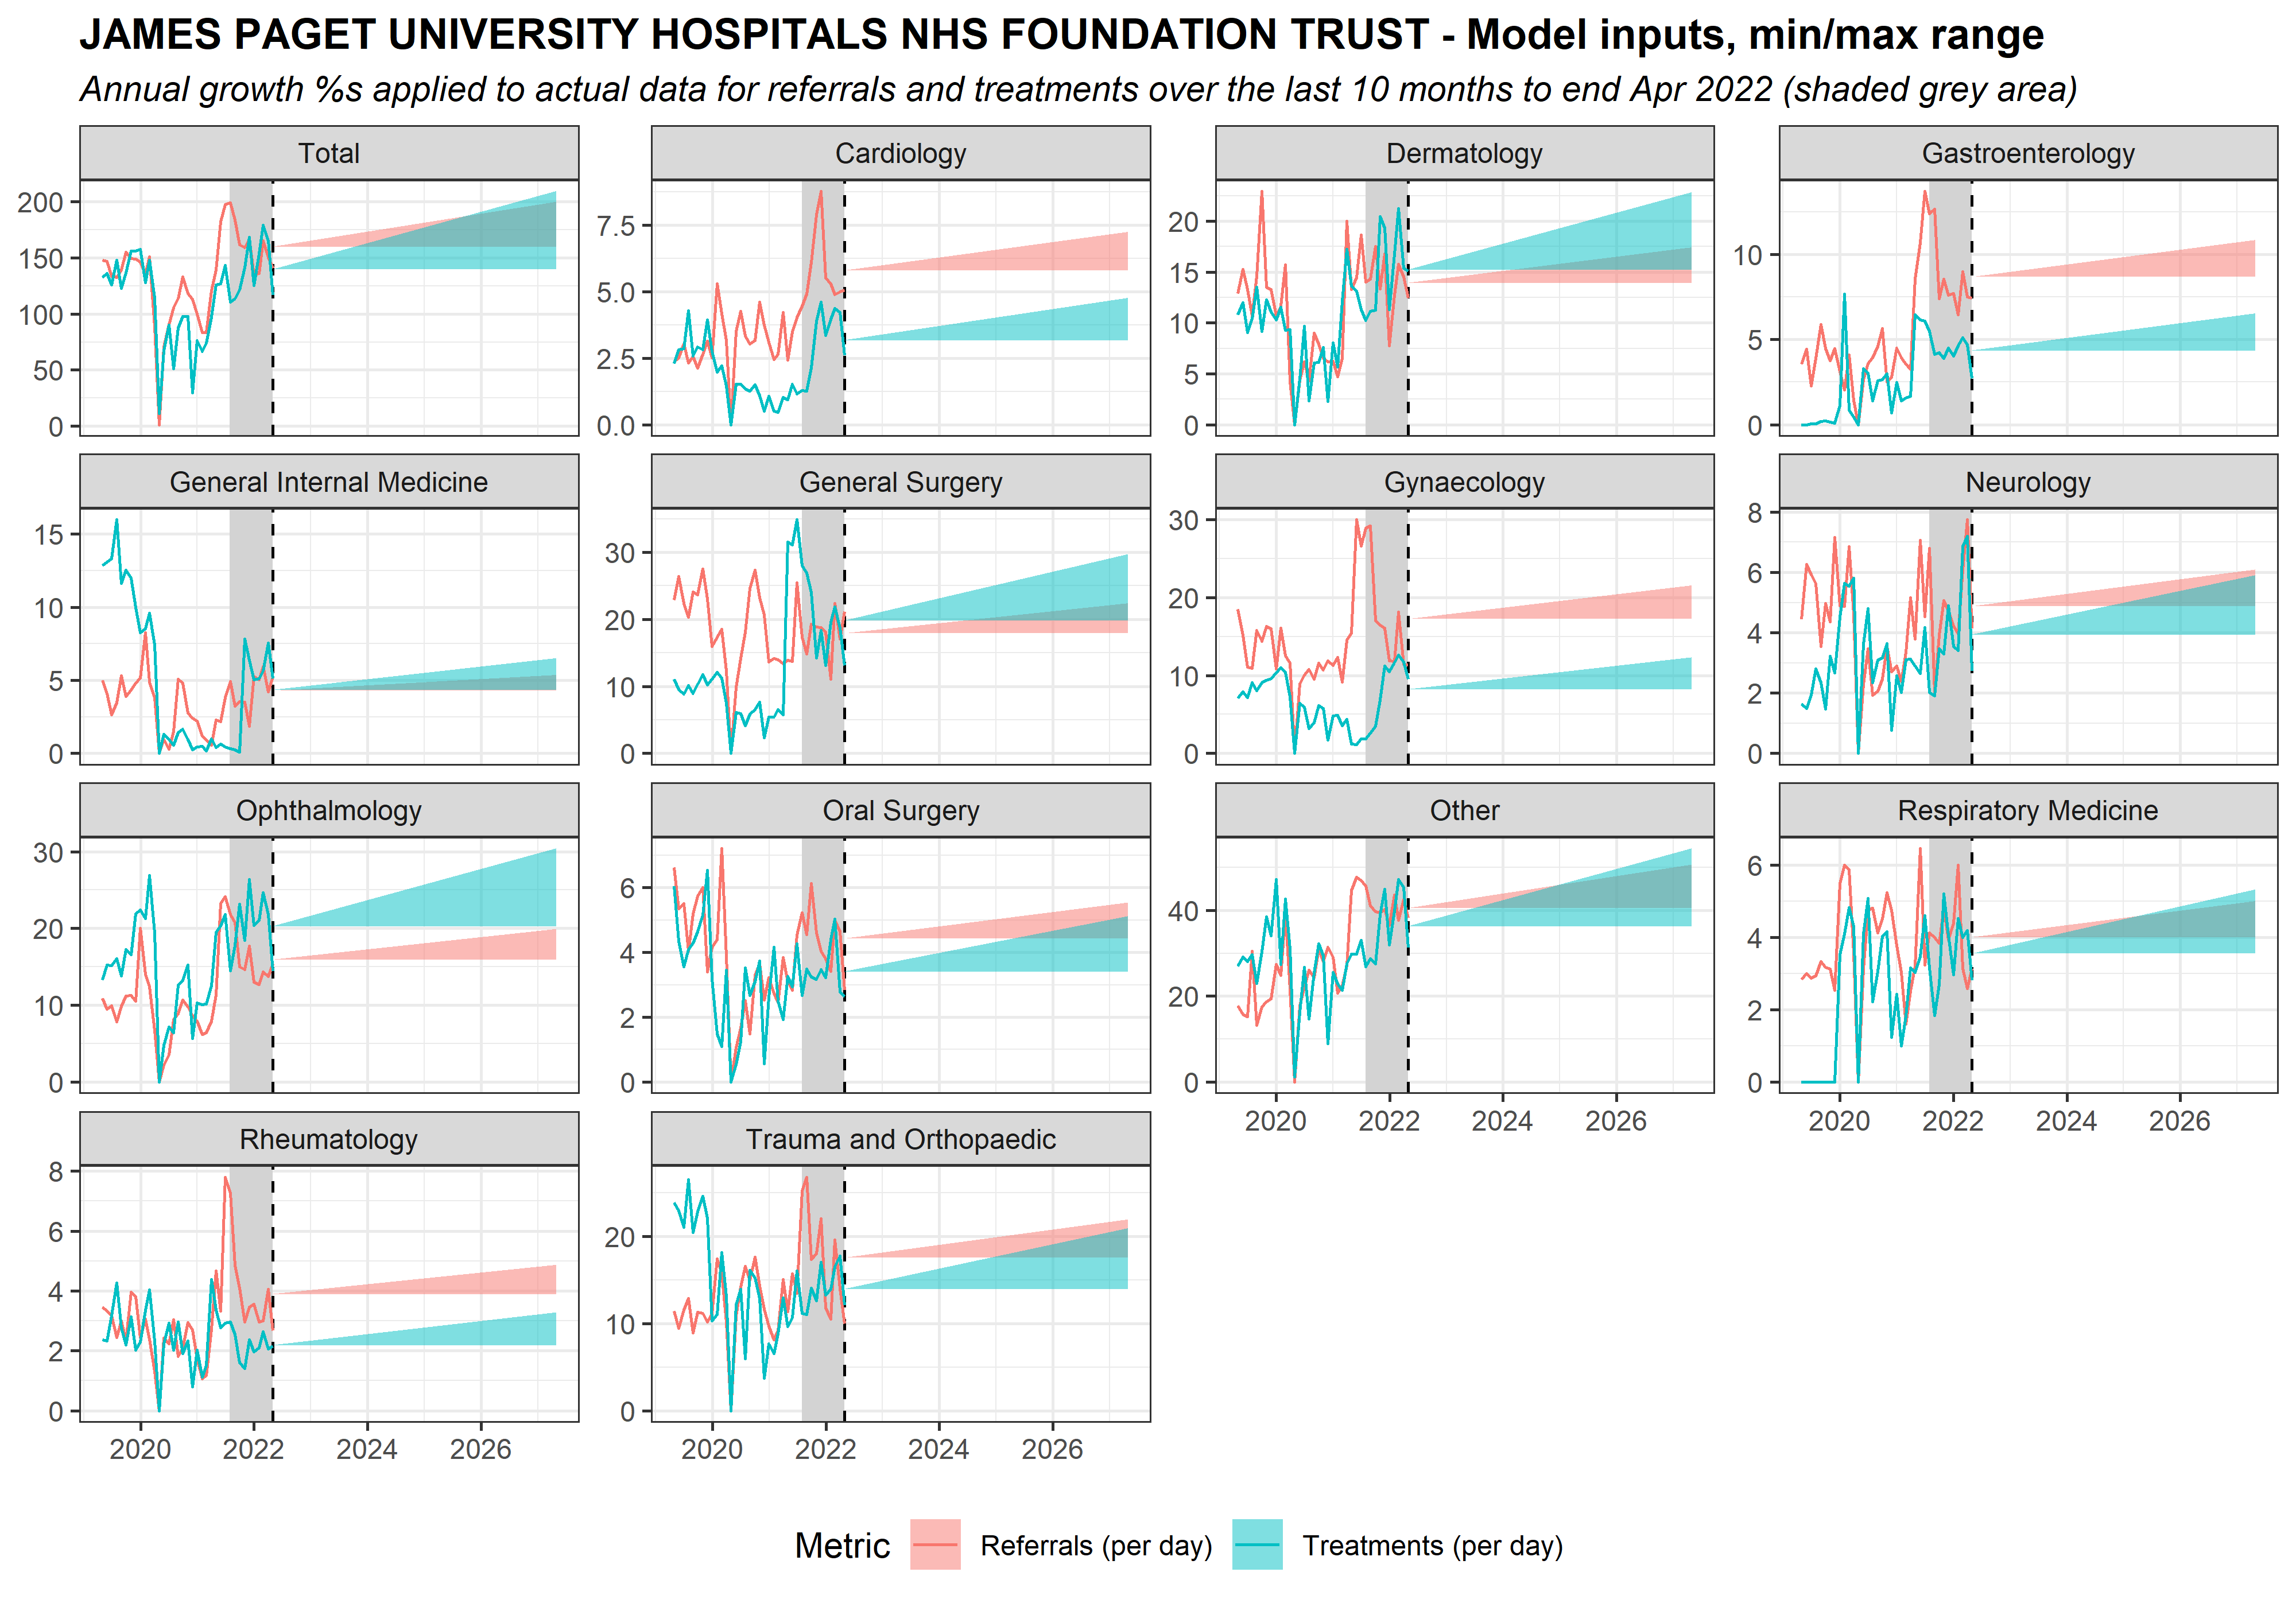 JAMES PAGET UNIVERSITY HOSPITALS NHS FOUNDATION TRUST - Model inputs, min/max range
Annual growth %s applied to actual data for referrals and treatments over the last 10 months to end Apr 2022 (shaded grey area)
Total
Cardiology
Dermatology
Gastroenterology
200
150
100
50
0
7.5
5.0
2.5
0.0
20
15
10
5
0
10
5
0
General Internal Medicine
General Surgery
Gynaecology
Neurology
15
10
5
0
30
20
10
0
30
20
10
0
8
6
4
2
0
Ophthalmology
Oral Surgery
Other
Respiratory Medicine
30
20
10
0
6
4
2
0
40
20
0
6
4
2
0
2020 2022 2024 2026
2020 2022 2024 2026
Rheumatology
Trauma and Orthopaedic
8
6
4
2
0
20
10
0
2020 2022 2024 2026
2020 2022 2024 2026
Metric Referrals (per day) Treatments (per day)